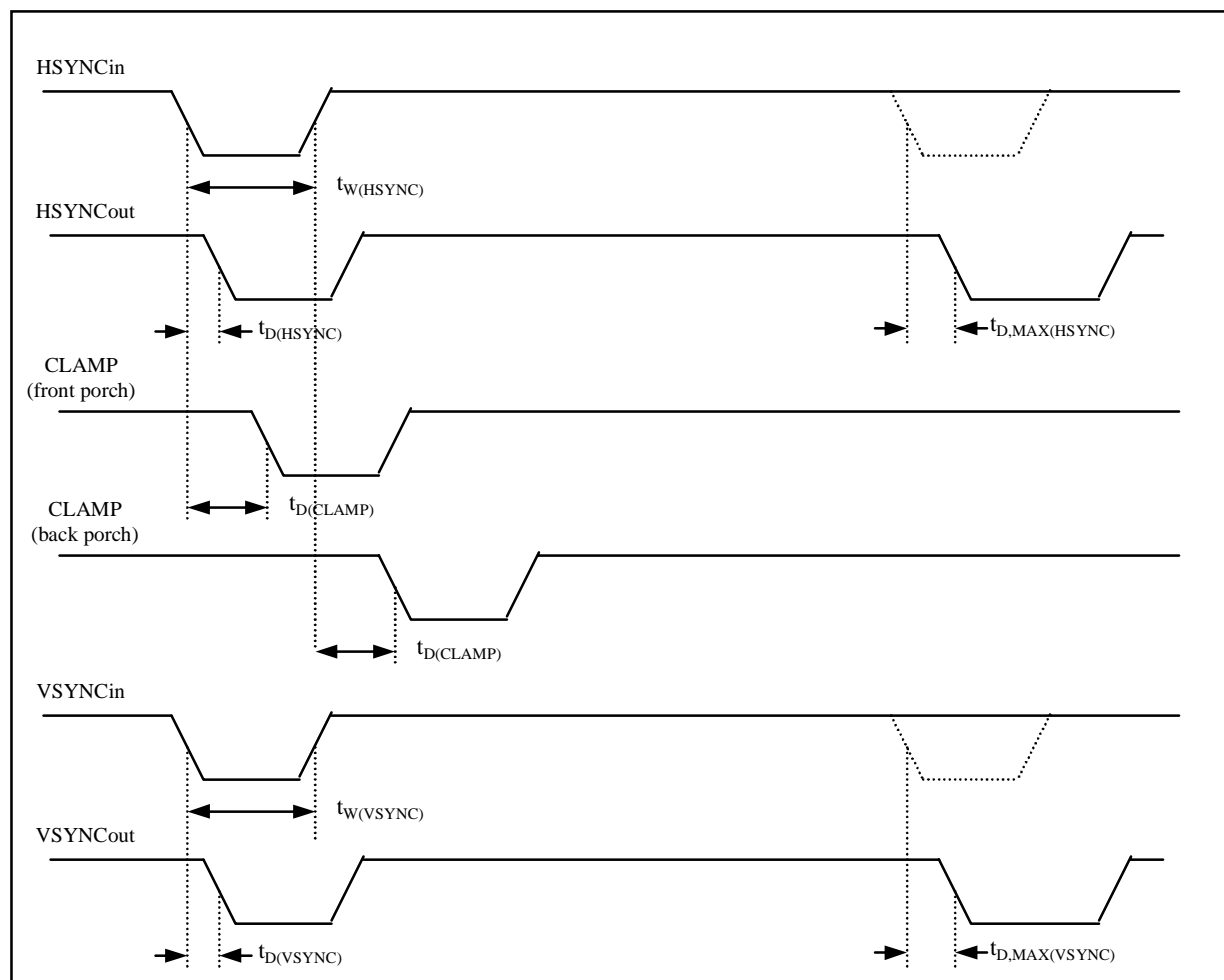 HSYNCin
tW(HSYNC)
HSYNCout
tD(HSYNC)
tD,MAX(HSYNC)
CLAMP
(front porch)
tD(CLAMP)
CLAMP
(back porch)
tD(CLAMP)
VSYNCin
tW(VSYNC)
VSYNCout
tD(VSYNC)
tD,MAX(VSYNC)